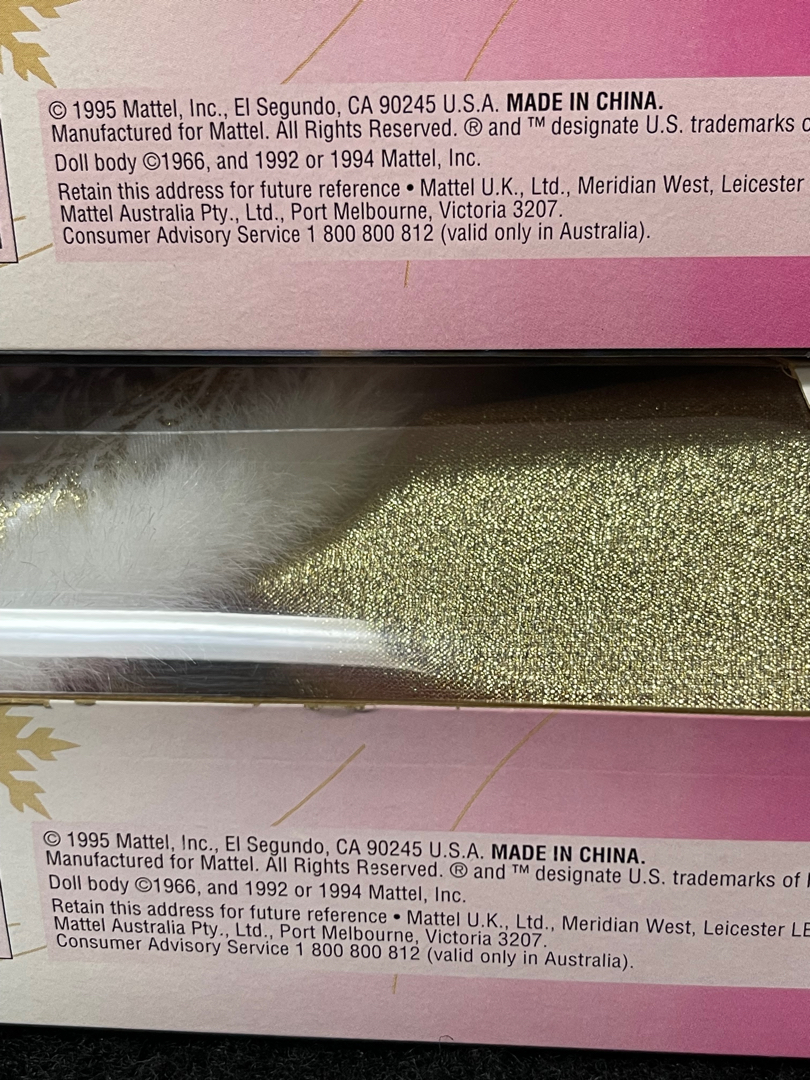 © 1995 Mattel, Inc., El Segundo, CA 90245 U.S.A. MADE IN CHINA.
Manufactured for Mattel. All Rights Reserved. ® and ™ designate U.S. trademarks
Doll body ©1966, and 1992 or 1994 Mattel, Inc.
Retain this address for future reference • Mattel U.K., Ltd., Meridian West, Leicester
Mattel Australia Pty., Ltd., Port Melbourne, Victoria 3207.
Consumer Advisory Service 1 800 800 812 (valid only in Australia).
© 1995 Mattel, Inc., El Segundo, CA 90245 U.S.A. MADE IN CHINA.
Manufactured for Mattel. All Rights Reserved. ® and ™ designate U.S. trademarks of
Doll body ©1966, and 1992 or 1994 Mattel, Inc.
Retain this address for future reference • Mattel U.K., Ltd., Meridian West, Leicester
Mattel Australia Pty., Ltd., Port Melbourne, Victoria 3207.
Consumer Advisory Service 1 800 800 812 (valid only in Australia).